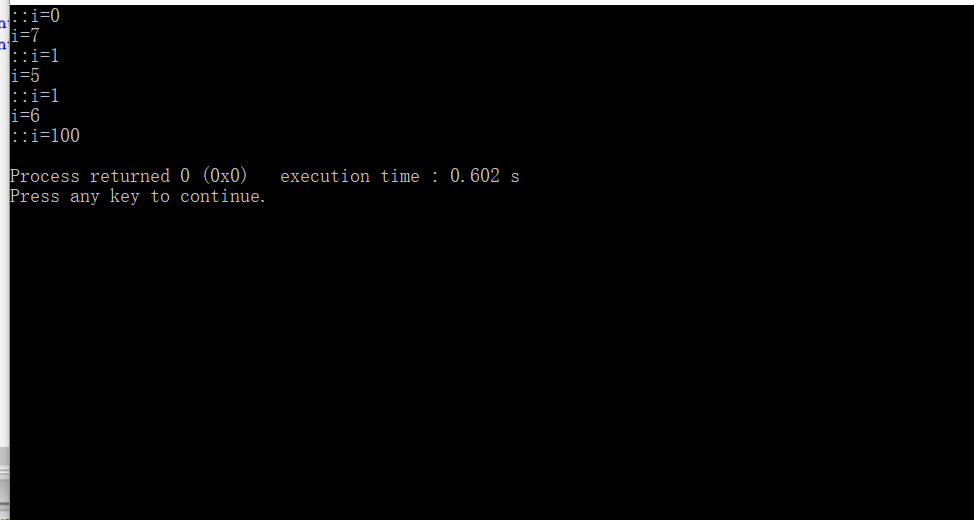 ::i=0
i=7
::i=1
i=5
::i=1
i=6
::i=100
Process returned 0 (0x0)   execution time : 0.602 s
Press any key to continue.